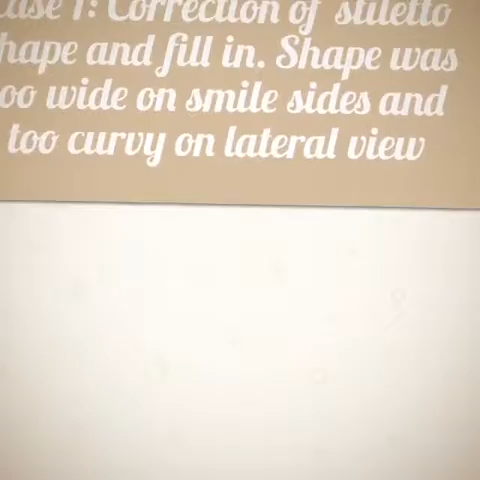 ase 1: Correction of stiletto
hape and fill in. Shape was
oo wide on smile sides and
too curvy on lateral view